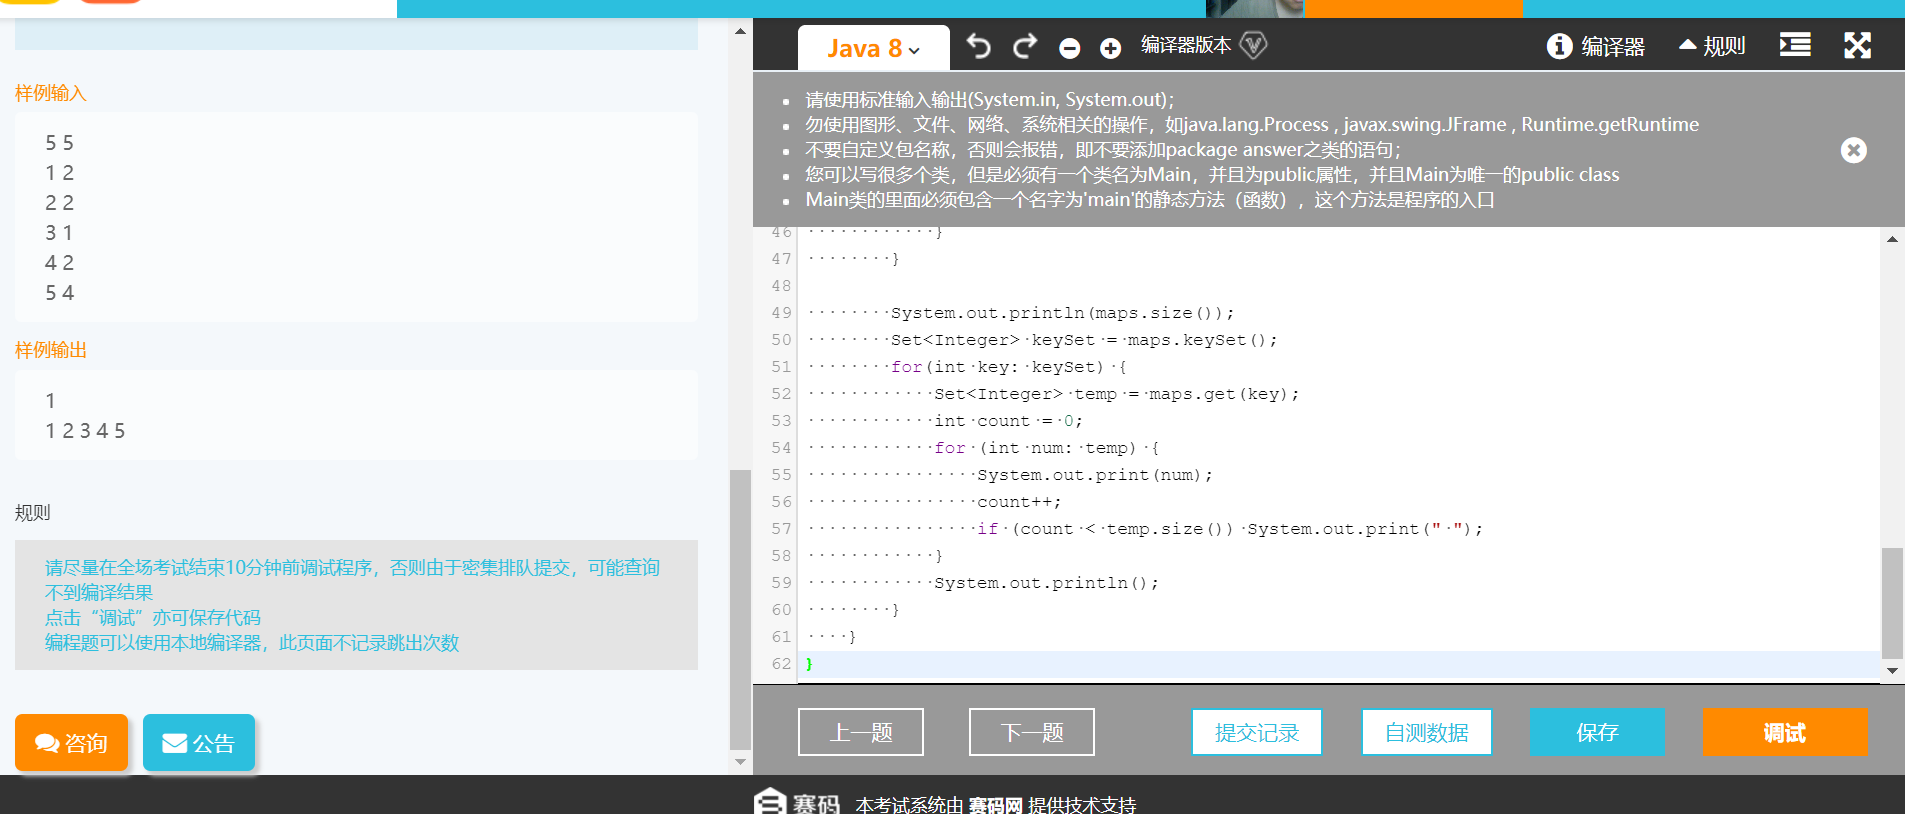 样例输入
5 5
1 2
2 2
3 1
4 2
5 4
样例输出
1
1 2 3 4 5
规则
请尽量在全场考试结束10分钟前调试程序，否则由于密集排队提交，可能查询
不到编译结果
点击“调试”亦可保存代码
编程题可以使用本地编译器，此页面不记录跳出次数
咨询
公告
Java 8
编译器版本
编译器
规则
请使用标准输入输出(System.in, System.out)；
勿使用图形、文件、网络、系统相关的操作，如java.lang.Process , javax.swing.JFrame , Runtime.getRuntime
不要自定义包名称，否则会报错，即不要添加package answer之类的语句；
您可以写很多个类，但是必须有一个类名为Main，并且为public属性，并且Main为唯一的public class
Main类的里面必须包含一个名字为'main'的静态方法（函数），这个方法是程序的入口
46 ············}
47 ········}
48
49 ········System.out.println(maps.size());
50 ········Set<Integer>·keySet·=·maps.keySet();
51 ········for(int·key:·keySet)·{
52 ············Set<Integer>·temp·=·maps.get(key);
53 ············int·count·=·0;
54 ············for·(int·num:·temp)·{
55 ················System.out.print(num);
56 ················count++;
57 ················if·(count·<·temp.size())·System.out.print("·");
58 ············}
59 ············System.out.println();
60 ········}
61 ····}
62 }
上一题
下一题
提交记录
自测数据
保存
调试
赛码 本考试系统由 赛码网 提供技术支持